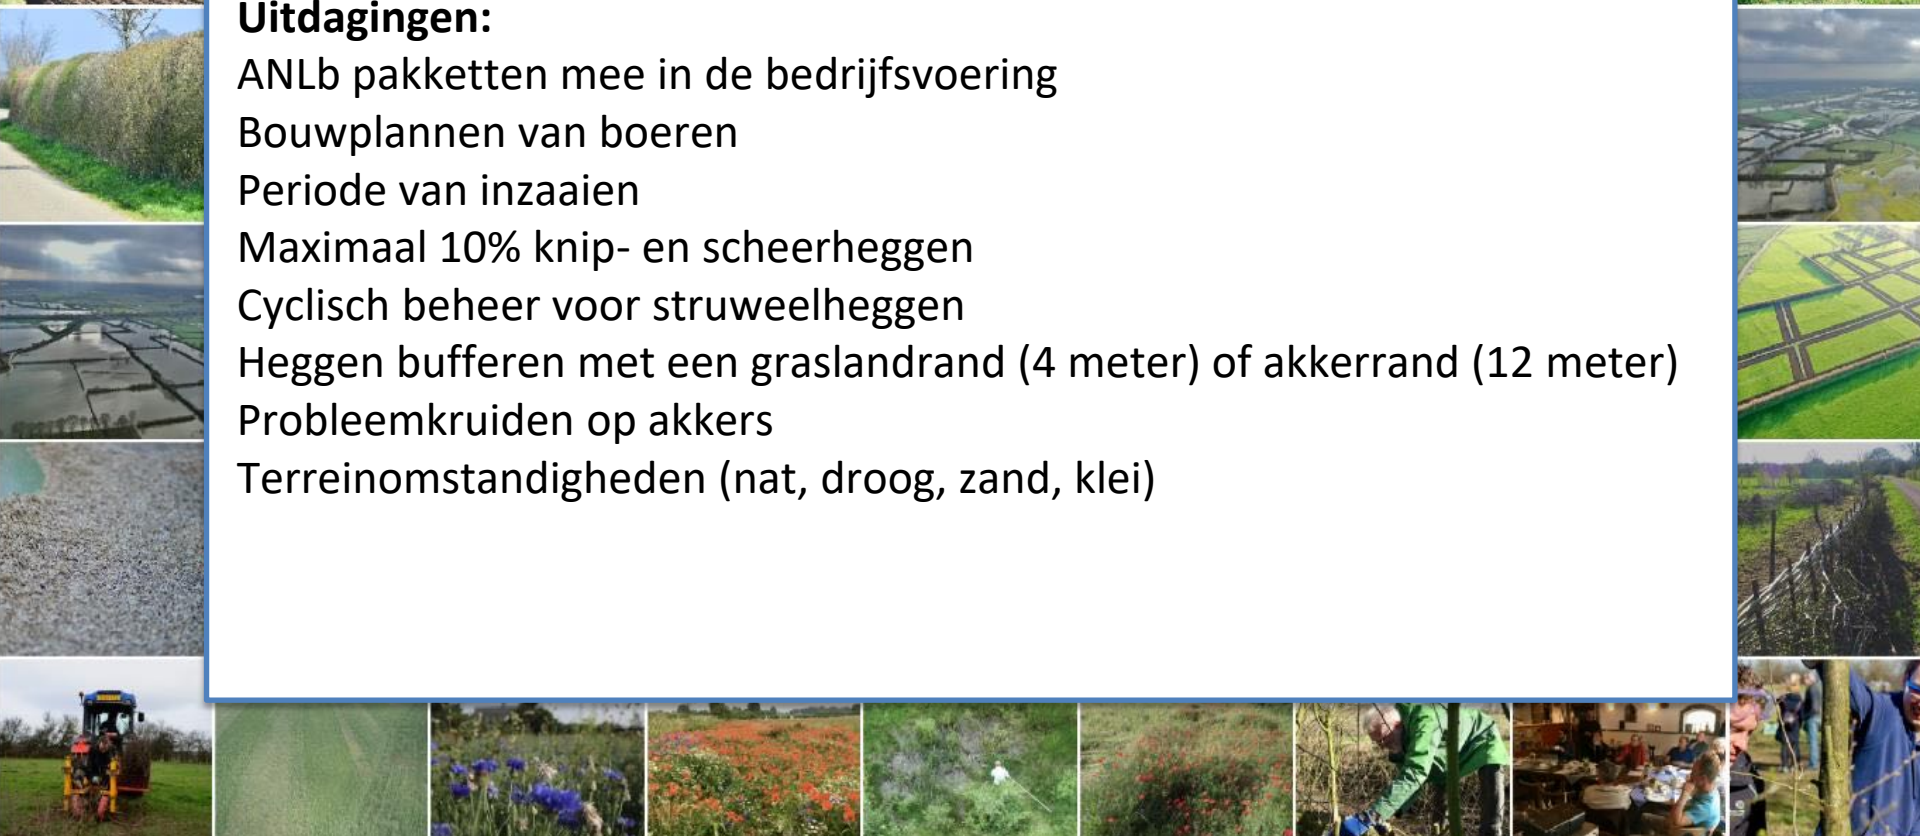 Uitdagingen:
ANLb pakketten mee in de bedrijfsvoering
Bouwplannen van boeren
Periode van inzaaien
Maximaal 10% knip- en scheerheggen
Cyclisch beheer voor struweelheggen
Heggen bufferen met een graslandrand (4 meter) of akkerrand (12 meter)
Probleemkruiden op akkers
Terreinomstandigheden (nat, droog, zand, klei)